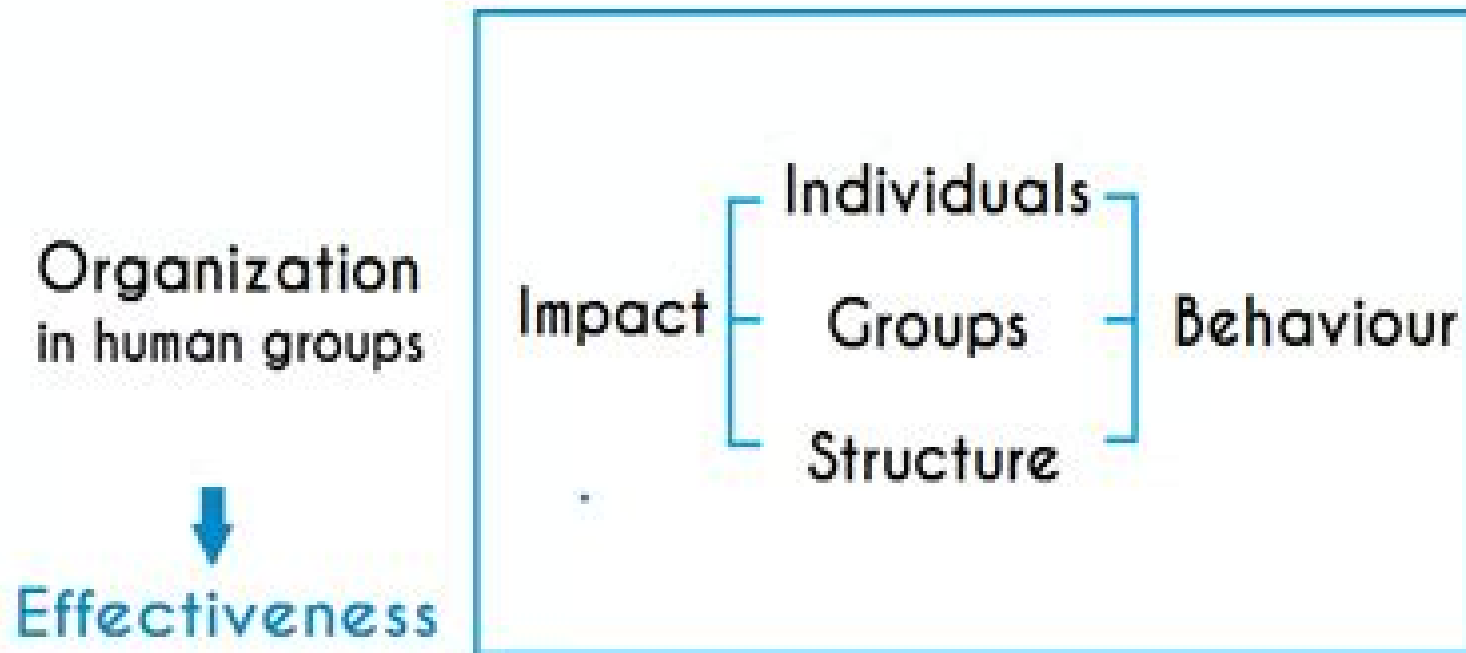 Organization
in human groups
Effectiveness
Individuals
Impact
Groups
Behaviour
Structure